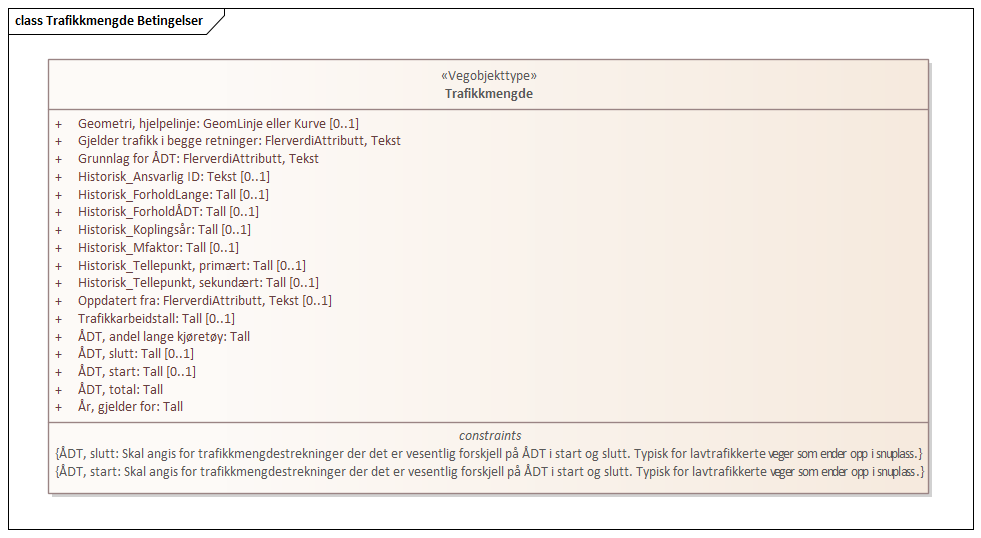 class Trafikkmengde Betingelser
«Vegobjekttype»
Trafikkmengde
+ Geometri, hjelpelinje: GeomLinje eller Kurve [0..1]
+ Gjelder trafikk i begge retninger: FlerverdiAttributt, Tekst
+ Grunnlag for ÅDT: FlerverdiAttributt, Tekst
+ Historisk_Ansvarlig ID: Tekst [0..1]
+ Historisk_ForholdLange: Tall [0..1]
+ Historisk_ForholdÅDT: Tall [0..1]
+ Historisk_Koplingsår: Tall [0..1]
+ Historisk_Mfaktor: Tall [0..1]
+ Historisk_Tellepunkt, primært: Tall [0..1]
+ Historisk_Tellepunkt, sekundært: Tall [0..1]
+ Oppdatert fra: FlerverdiAttributt, Tekst [0..1]
+ Trafikkarbeidstall: Tall [0..1]
+ ÅDT, andel lange kjøretøy: Tall
+ ÅDT, slutt: Tall [0..1]
+ ÅDT, start: Tall [0..1]
+ ÅDT, total: Tall
+ År, gjelder for: Tall
constraints
{ÅDT, slutt: Skal angis for trafikkmengdestrekninger der det er vesentlig forskjell på ÅDT i start og slutt. Typisk for lavtrafikkerte veger som ender opp i snuplass.}
{ÅDT, start: Skal angis for trafikkmengdestrekninger der det er vesentlig forskjell på ÅDT i start og slutt. Typisk for lavtrafikkerte veger som ender opp i snuplass.}